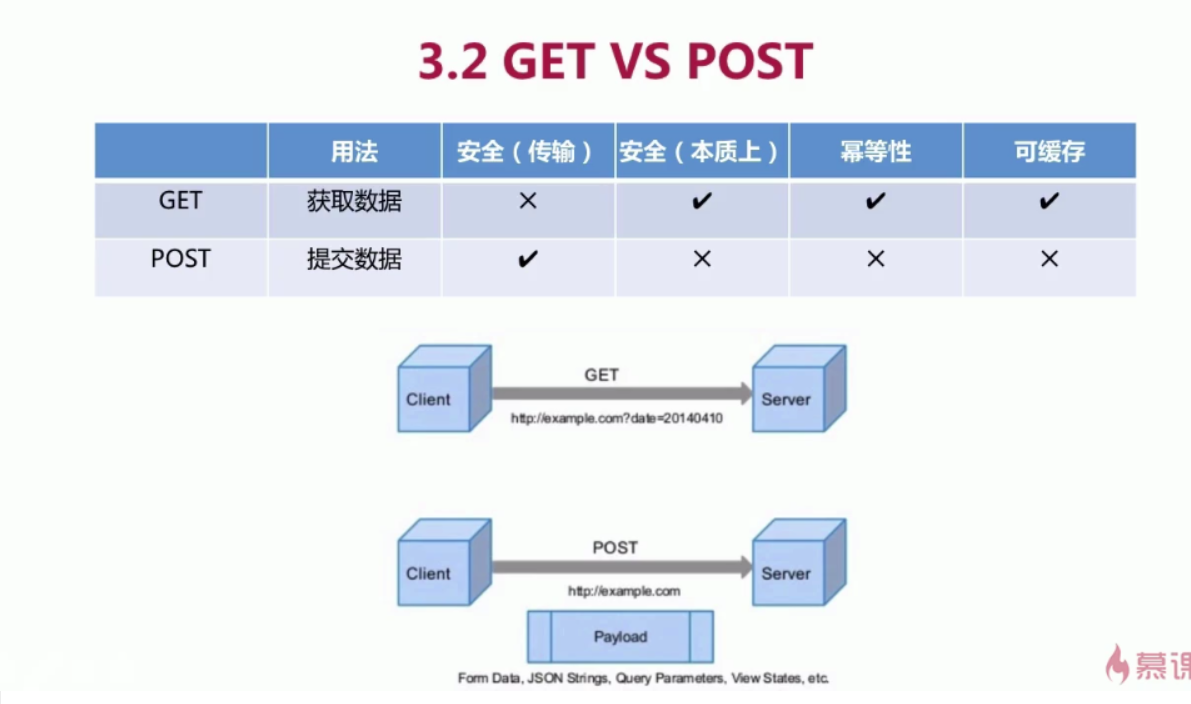 3.2 GET VS POST
用法 安全（传输） 安全（本质上） 幂等性 可缓存
GET 获取数据 × ✔ ✔ ✔
POST 提交数据 ✔ × × ×
GET
Client Server
http://example.com?date=20140410
POST
Client Server
http://example.com
Payload
Form Data, JSON Strings, Query Parameters, View States, etc.
慕课